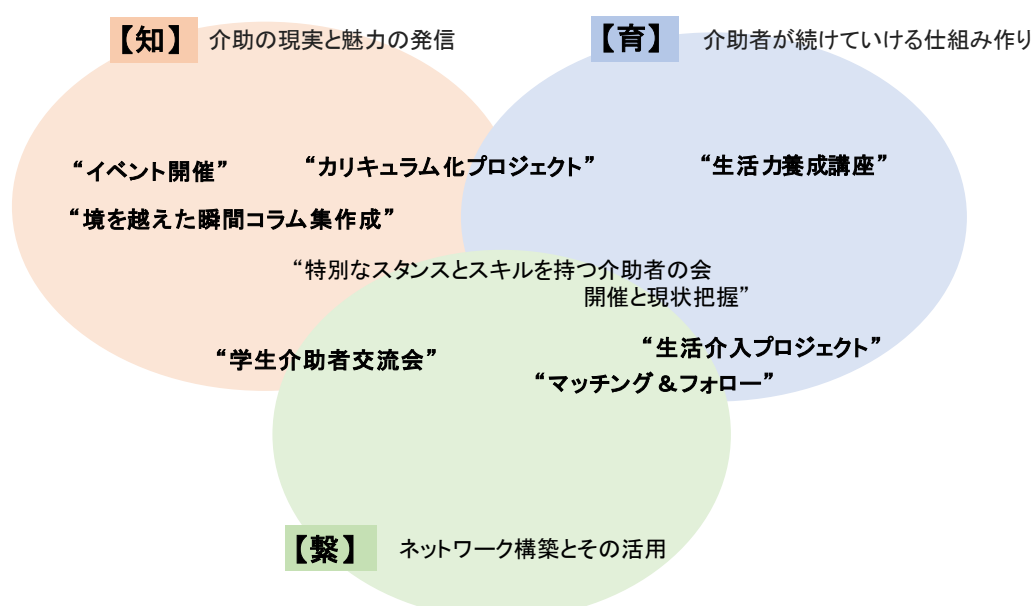 【知】 介助の現実と魅力の発信
【育】 介助者が続けていける仕組み作り
“イベント開催”
“カリキュラム化プロジェクト”
“生活力養成講座”
“境を越えた瞬間コラム集作成”
“特別なスタンスとスキルを持つ介助者の会
開催と現状把握”
“学生介助者交流会”
“生活介入プロジェクト”
“マッチング＆フォロー”
【繋】 ネットワーク構築とその活用